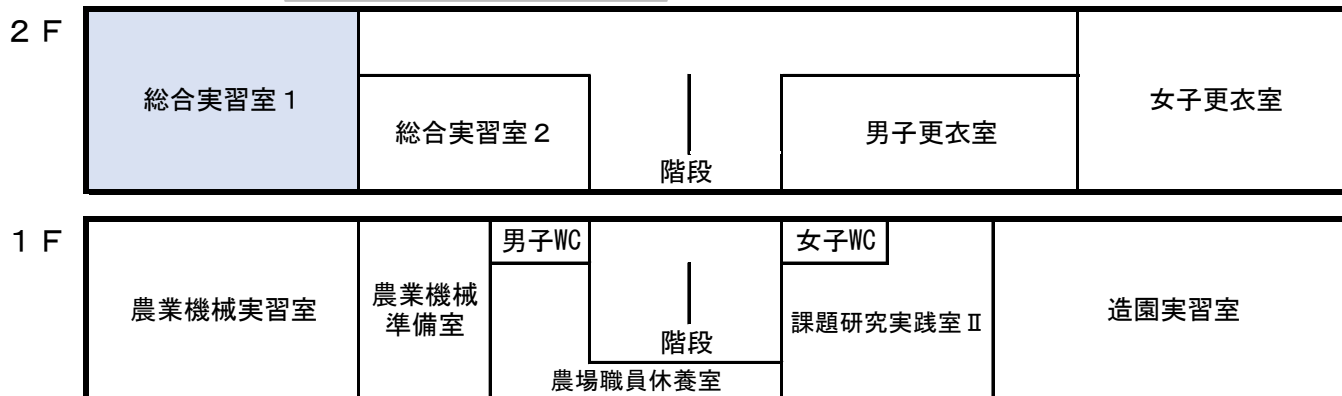 ２Ｆ
総合実習室１
総合実習室２
階段
男子更衣室
女子更衣室
１Ｆ
農業機械実習室
農業機械
準備室
男子WC
階段
農場職員休養室
女子WC
課題研究実践室Ⅱ
造園実習室